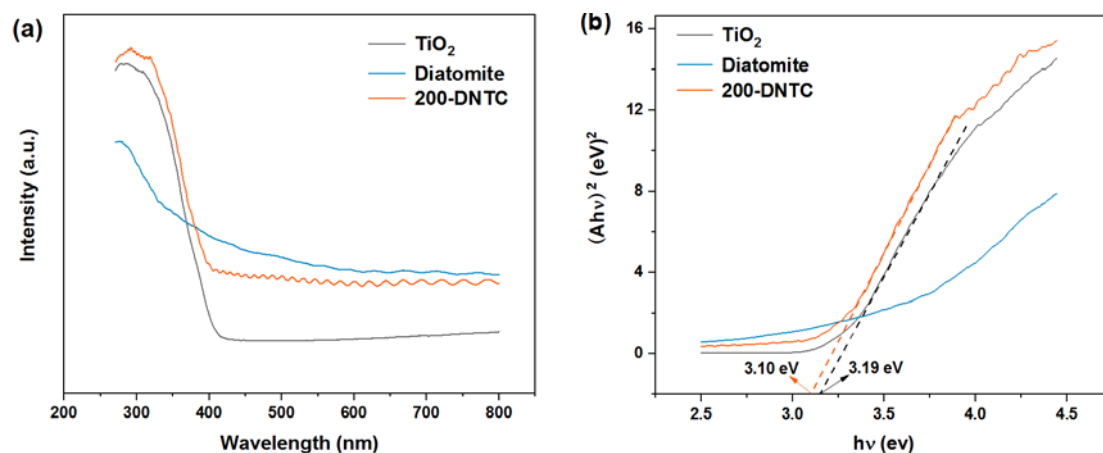 (a)
TiO₂
Diatomite
200-DNTC
Intensity (a.u.)
200 300 400 500 600 700 800
Wavelength (nm)
(b)
TiO₂
Diatomite
200-DNTC
(Ahν)² (eV)²
16
12
8
4
0
3.10 eV
3.19 eV
2.5 3.0 3.5 4.0 4.5
hν (ev)